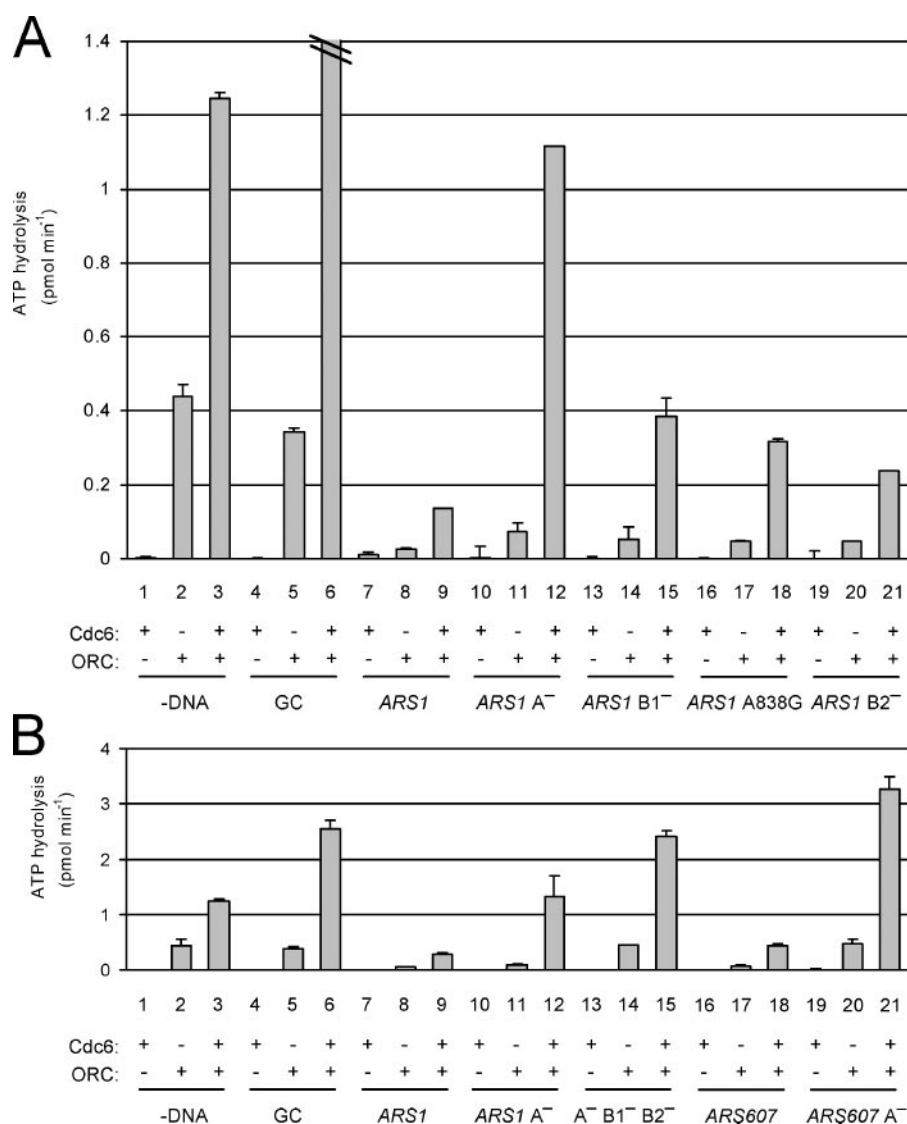 A
1.4
1.2
1
0.8
0.6
0.4
0.2
0
ATP hydrolysis
(pmol min⁻¹)
1 2 3 4 5 6 7 8 9 10 11 12 13 14 15 16 17 18 19 20 21
Cdc6: + - + + - + + - + + - + + - + + - + + - +
ORC: - + + - + + - + + - + + - + + - + + - + +
-DNA GC ARS1 ARS1 A⁻ ARS1 B1⁻ ARS1 A838G ARS1 B2⁻
B
4
3
2
1
0
ATP hydrolysis
(pmol min⁻¹)
1 2 3 4 5 6 7 8 9 10 11 12 13 14 15 16 17 18 19 20 21
Cdc6: + - + + - + + - + + - + + - + + - + + - +
ORC: - + + - + + - + + - + + - + + - + + - + +
-DNA GC ARS1 ARS1 A⁻ A⁻ B1⁻ B2⁻ ARS607 ARS607 A⁻